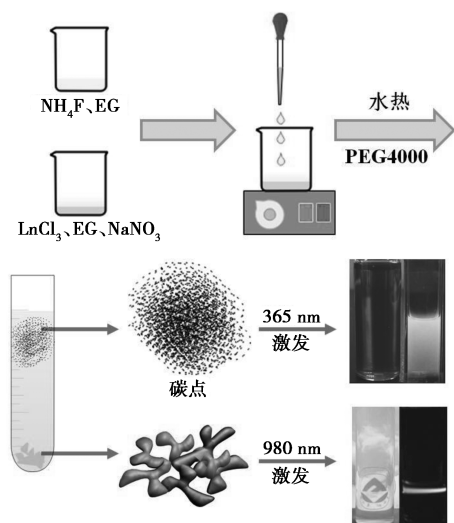 NH₄F、EG
LnCl₃、EG、NaNO₃
水热
PEG4000
碳点
365 nm
激发
980 nm
激发